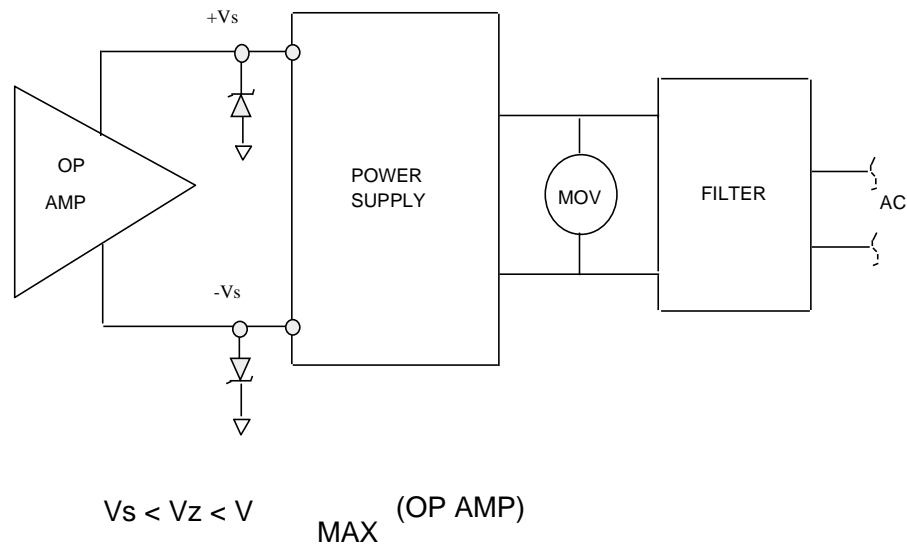 +Vs
OP
AMP
POWER
SUPPLY
MOV
FILTER
AC
-Vs
Vs < Vz < V MAX (OP AMP)